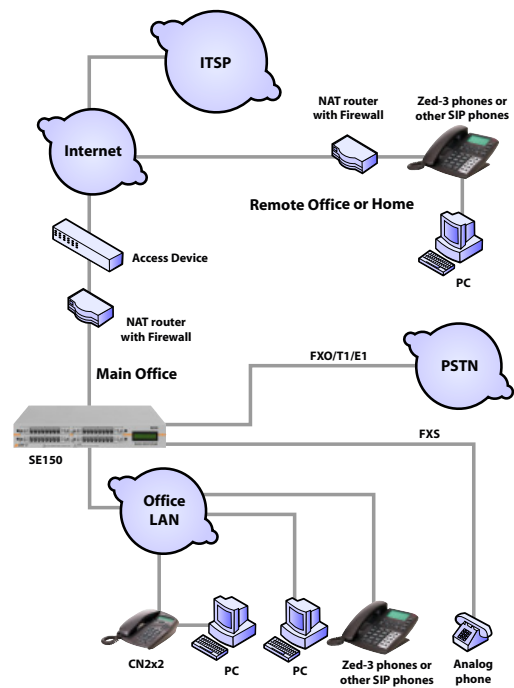 ITSP
NAT router
with Firewall
Zed-3 phones or
other SIP phones
Internet
Remote Office or Home
Access Device
PC
NAT router
with Firewall
Main Office
FXO/T1/E1
PSTN
FXS
SE150
Office
LAN
CN2x2
PC
PC
Zed-3 phones or
other SIP phones
Analog
phone